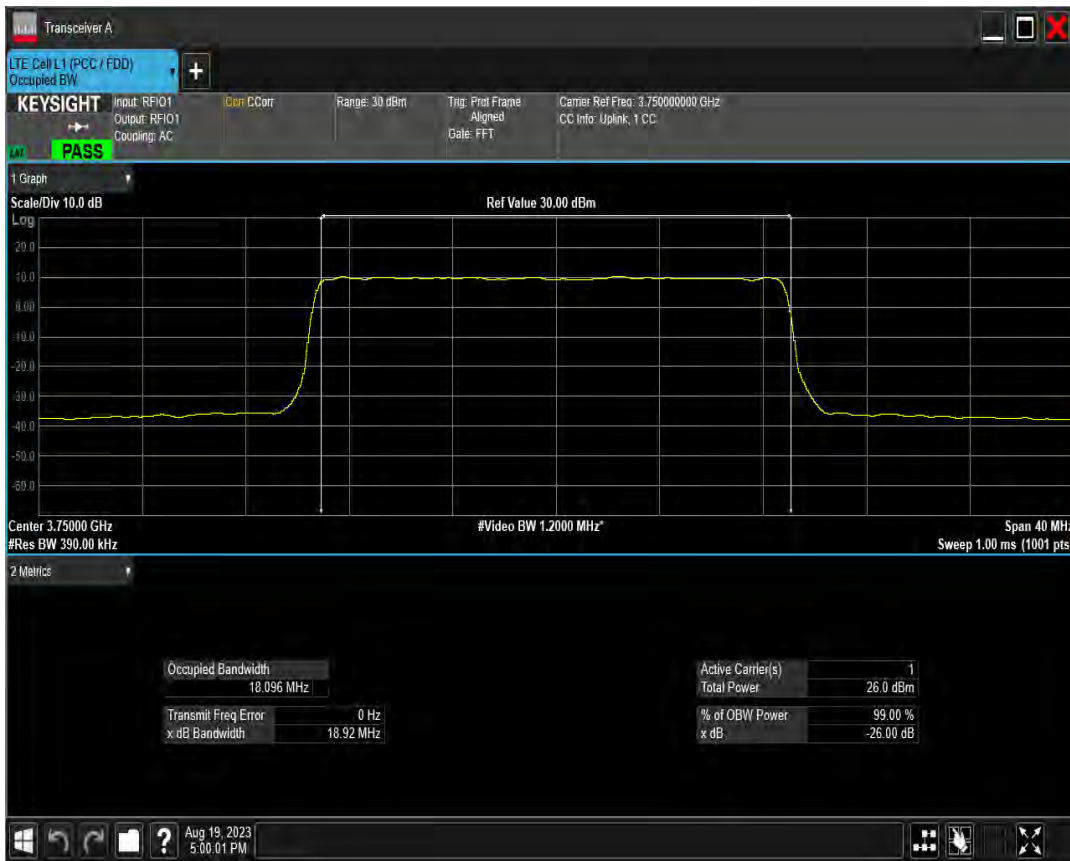 Transceiver A
LTE Cell L1 (PCC / FDD)
Occupied BW
+
KEYSIGHT
Input: RFIO1
Output: RFIO1
Coupling: AC
Corr CCorr
Range: 30 dBm
Trig: Prot Frame
Aligned
Gate: FFT
Carrier Ref Freq: 3.750000000 GHz
CC Info: Uplink, 1 CC
PASS
1 Graph
Scale/Div 10.0 dB
Ref Value 30.00 dBm
Log
20.0
10.0
0.00
-10.0
-20.0
-30.0
-40.0
-50.0
-60.0
Center 3.75000 GHz
#Video BW 1.2000 MHz*
Span 40 MHz
#Res BW 390.00 kHz
Sweep 1.00 ms (1001 pts
2 Metrics
Occupied Bandwidth
18.096 MHz
Transmit Freq Error 0 Hz
x dB Bandwidth 18.92 MHz
Active Carrier(s) 1
Total Power 26.0 dBm
% of OBW Power 99.00 %
x dB -26.00 dB
?
Aug 19, 2023
5:00:01 PM